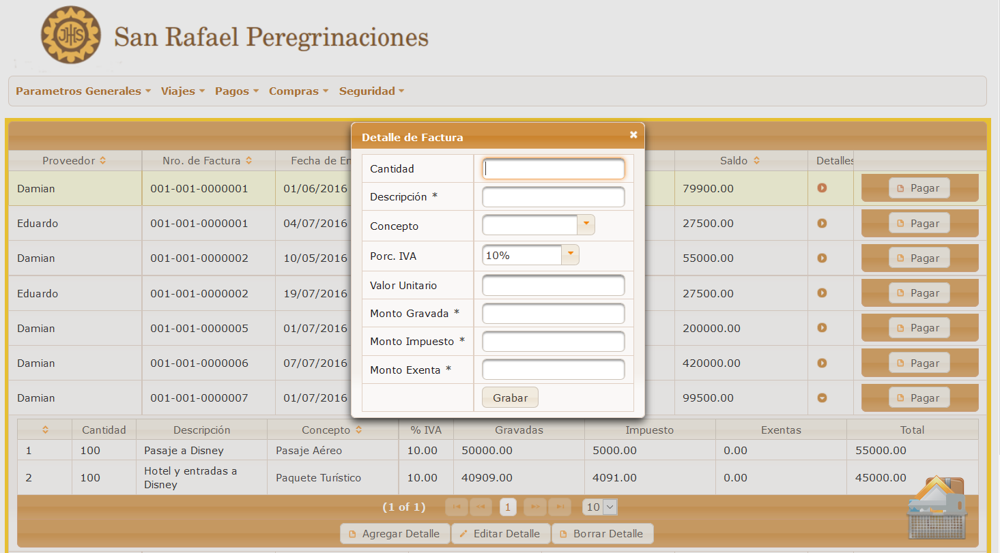 JHS
San Rafael Peregrinaciones
Parametros Generales Viajes Pagos Compras Seguridad
Detalle de Factura
Cantidad
Descripción *
Concepto
Porc. IVA 10%
Valor Unitario
Monto Gravada *
Monto Impuesto *
Monto Exenta *
Grabar
Proveedor Nro. de Factura Fecha de En Saldo Detalles
Damian 001-001-0000001 01/06/2016 79900.00 Pagar
Eduardo 001-001-0000001 04/07/2016 27500.00 Pagar
Damian 001-001-0000002 10/05/2016 55000.00 Pagar
Eduardo 001-001-0000002 19/07/2016 27500.00 Pagar
Damian 001-001-0000005 01/07/2016 200000.00 Pagar
Damian 001-001-0000006 07/07/2016 420000.00 Pagar
Damian 001-001-0000007 01/07/2016 99500.00 Pagar
Cantidad Descripción Concepto % IVA Gravadas Impuesto Exentas Total
1 100 Pasaje a Disney Pasaje Aéreo 10.00 50000.00 5000.00 0.00 55000.00
2 100 Hotel y entradas a Disney Paquete Turístico 10.00 40909.00 4091.00 0.00 45000.00
(1 of 1) 1 10
Agregar Detalle Editar Detalle Borrar Detalle